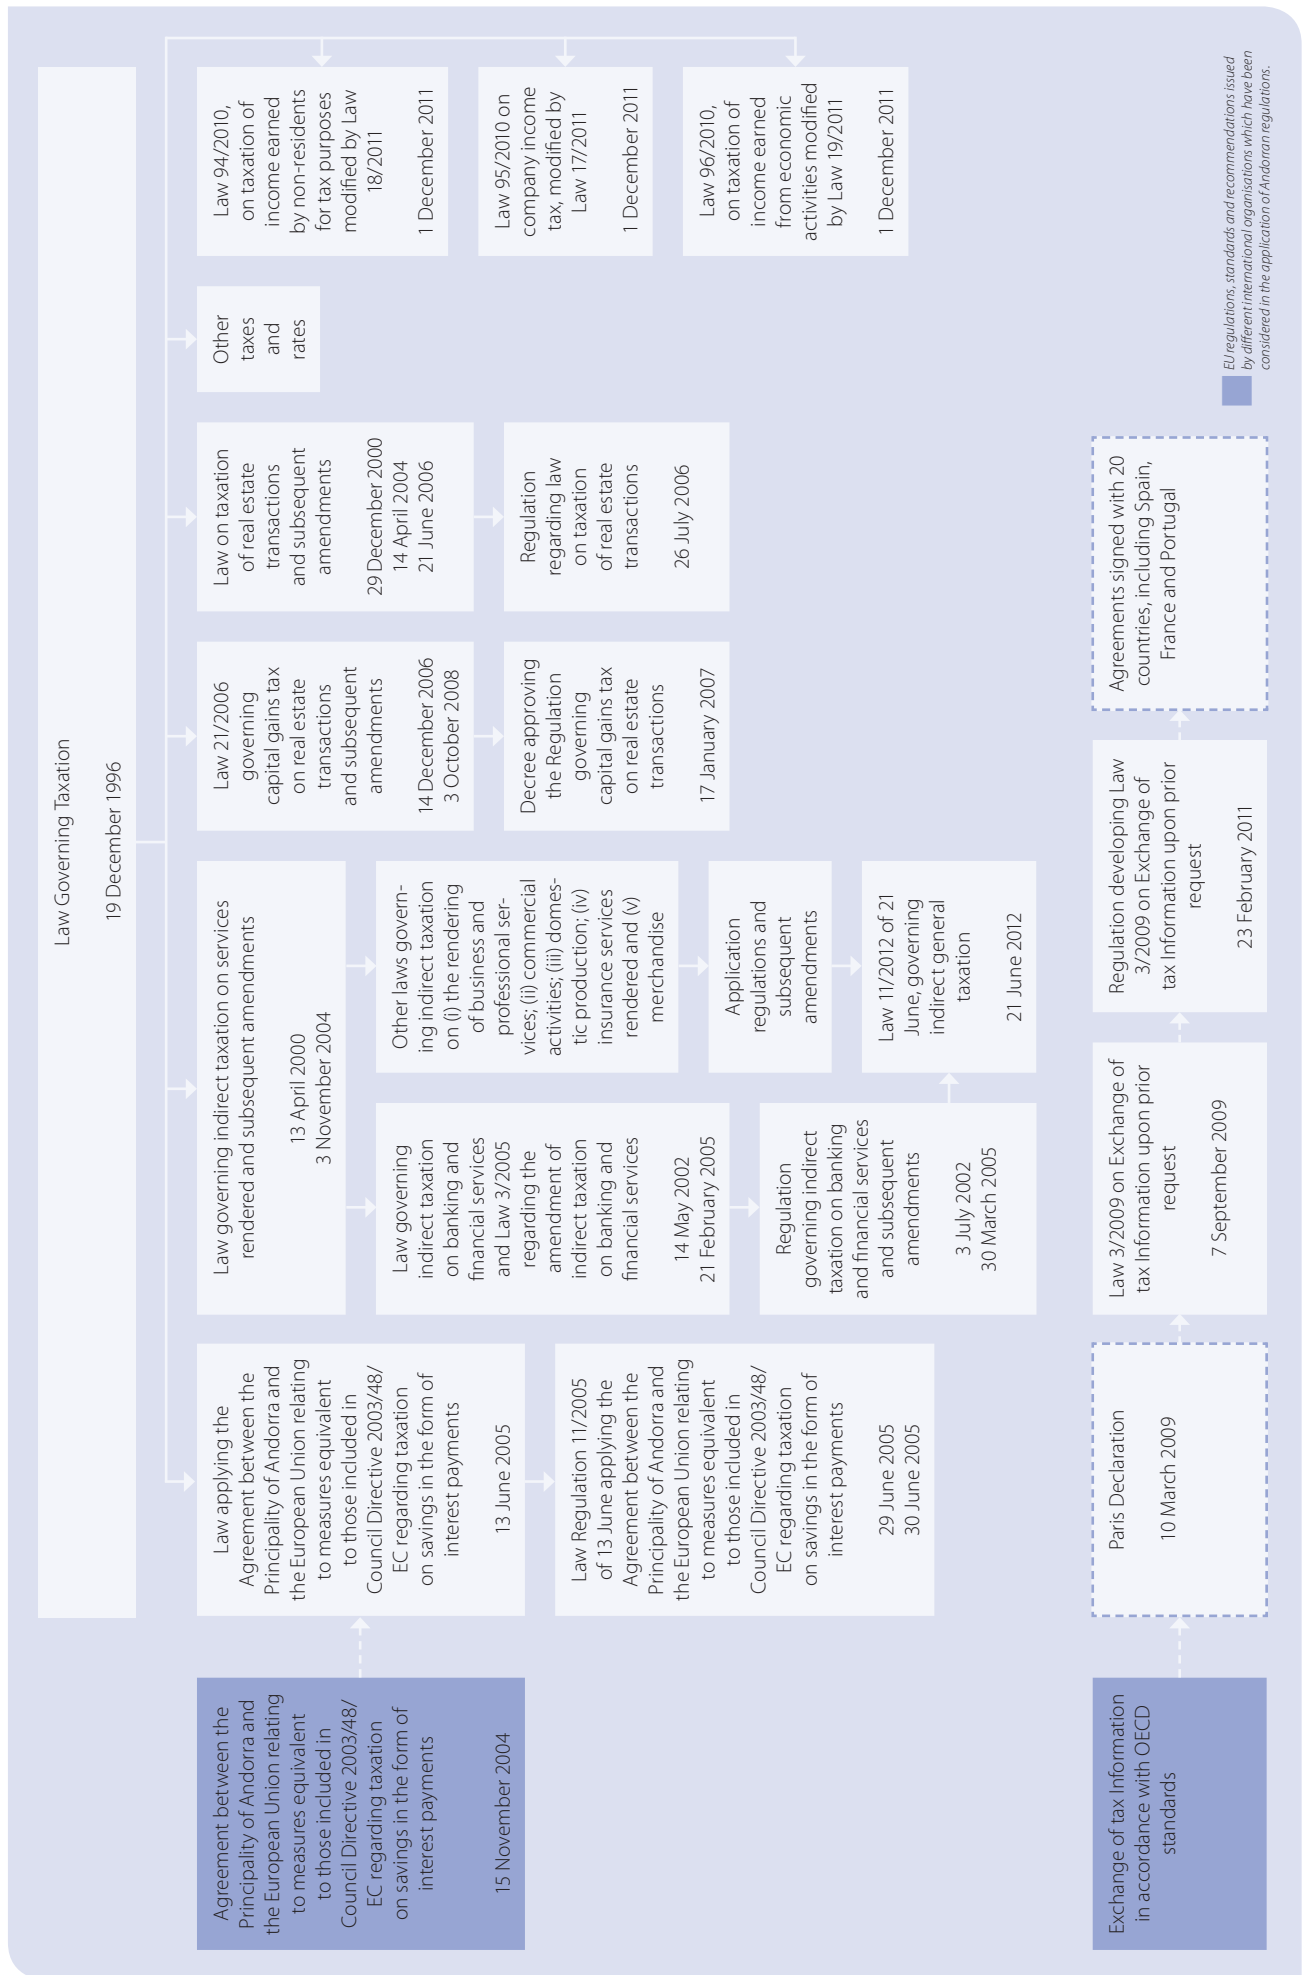 Law Governing Taxation
19 December 1996
Agreement between the
Principality of Andorra and
the European Union relating
to measures equivalent
to those included in
Council Directive 2003/48/
EC regarding taxation
on savings in the form of
interest payments
15 November 2004
Law applying the
Agreement between the
Principality of Andorra and
the European Union relating
to measures equivalent
to those included in
Council Directive 2003/48/
EC regarding taxation
on savings in the form of
interest payments
13 June 2005
Law Regulation 11/2005
of 13 June applying the
Agreement between the
Principality of Andorra and
the European Union relating
to measures equivalent
to those included in
Council Directive 2003/48/
EC regarding taxation
on savings in the form of
interest payments
29 June 2005
30 June 2005
Law governing indirect taxation on services
rendered and subsequent amendments
13 April 2000
3 November 2004
Law governing
indirect taxation
on banking and
financial services
and Law 3/2005
regarding the
amendment of
indirect taxation
on banking and
financial services
14 May 2002
21 February 2005
Regulation
governing indirect
taxation on banking
and financial services
and subsequent
amendments
3 July 2002
30 March 2005
Other laws govern-
ing indirect taxation
on (i) the rendering
of business and
professional ser-
vices; (ii) commercial
activities; (iii) domes-
tic production; (iv)
insurance services
rendered and (v)
merchandise
Application
regulations and
subsequent
amendments
Law 11/2012 of 21
June, governing
indirect general
taxation
21 June 2012
Law 21/2006
governing
capital gains tax
on real estate
transactions
and subsequent
amendments
14 December 2006
3 October 2008
Decree approving
the Regulation
governing
capital gains tax
on real estate
transactions
17 January 2007
Law on taxation
of real estate
transactions
and subsequent
amendments
29 December 2000
14 April 2004
21 June 2006
Regulation
regarding law
on taxation
of real estate
transactions
26 July 2006
Other
taxes
and
rates
Law 94/2010,
on taxation of
income earned
by non-residents
for tax purposes
modified by Law
18/2011
1 December 2011
Law 95/2010 on
company income
tax, modified by
Law 17/2011
1 December 2011
Law 96/2010,
on taxation of
income earned
from economic
activities modified
by Law 19/2011
1 December 2011
Exchange of tax Information
in accordance with OECD
standards
Paris Declaration
10 March 2009
Law 3/2009 on Exchange of
tax Information upon prior
request
7 September 2009
Regulation developing Law
3/2009 on Exchange of
tax Information upon prior
request
23 February 2011
Agreements signed with 20
countries, including Spain,
France and Portugal
EU regulations, standards and recommendations issued
by different international organisations which have been
considered in the application of Andorran regulations.